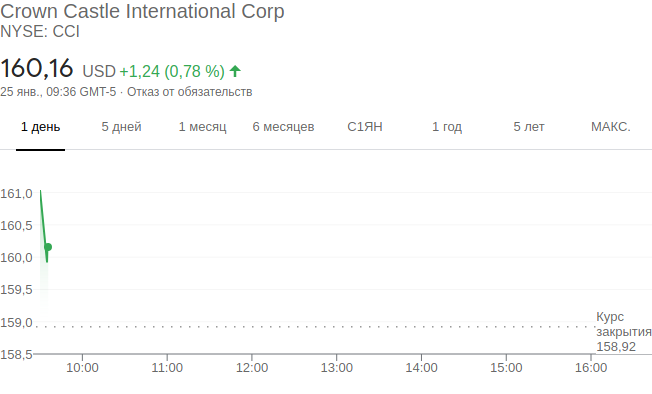 Crown Castle International Corp
NYSE: CCI
160,16 USD +1,24 (0,78 %)
25 янв., 09:36 GMT-5 · Отказ от обязательств
1 день 5 дней 1 месяц 6 месяцев С1ЯН 1 год 5 лет МАКС.
161,0
160,5
160,0
159,5
159,0
158,5
Курс
закрытия
158,92
10:00 11:00 12:00 13:00 14:00 15:00 16:00